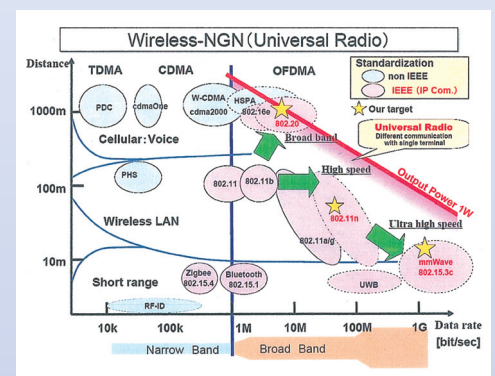 Wireless-NGN(Universal Radio)
Distance
TDMA
CDMA
OFDMA
Standardization
non IEEE
IEEE (IP Com.)
Our target
Universal Radio
Different communication
with single terminal
1000m
PDC
cdmaOne
W-CDMA
cdma2000
HSPA
802.16e
802.20
Broad band
Cellular:Voice
High speed
Output Power 1W
PHS
100m
802.11
802.11b
802.11n
Wireless LAN
802.11a/g
Ultra high speed
10m
mmWave
802.15.3c
Short range
Zigbee
802.15.4
Bluetooth
802.15.1
UWB
RF-ID
10k
100k
1M
10M
100M
1G
Data rate
[bit/sec]
Narrow Band
Broad Band